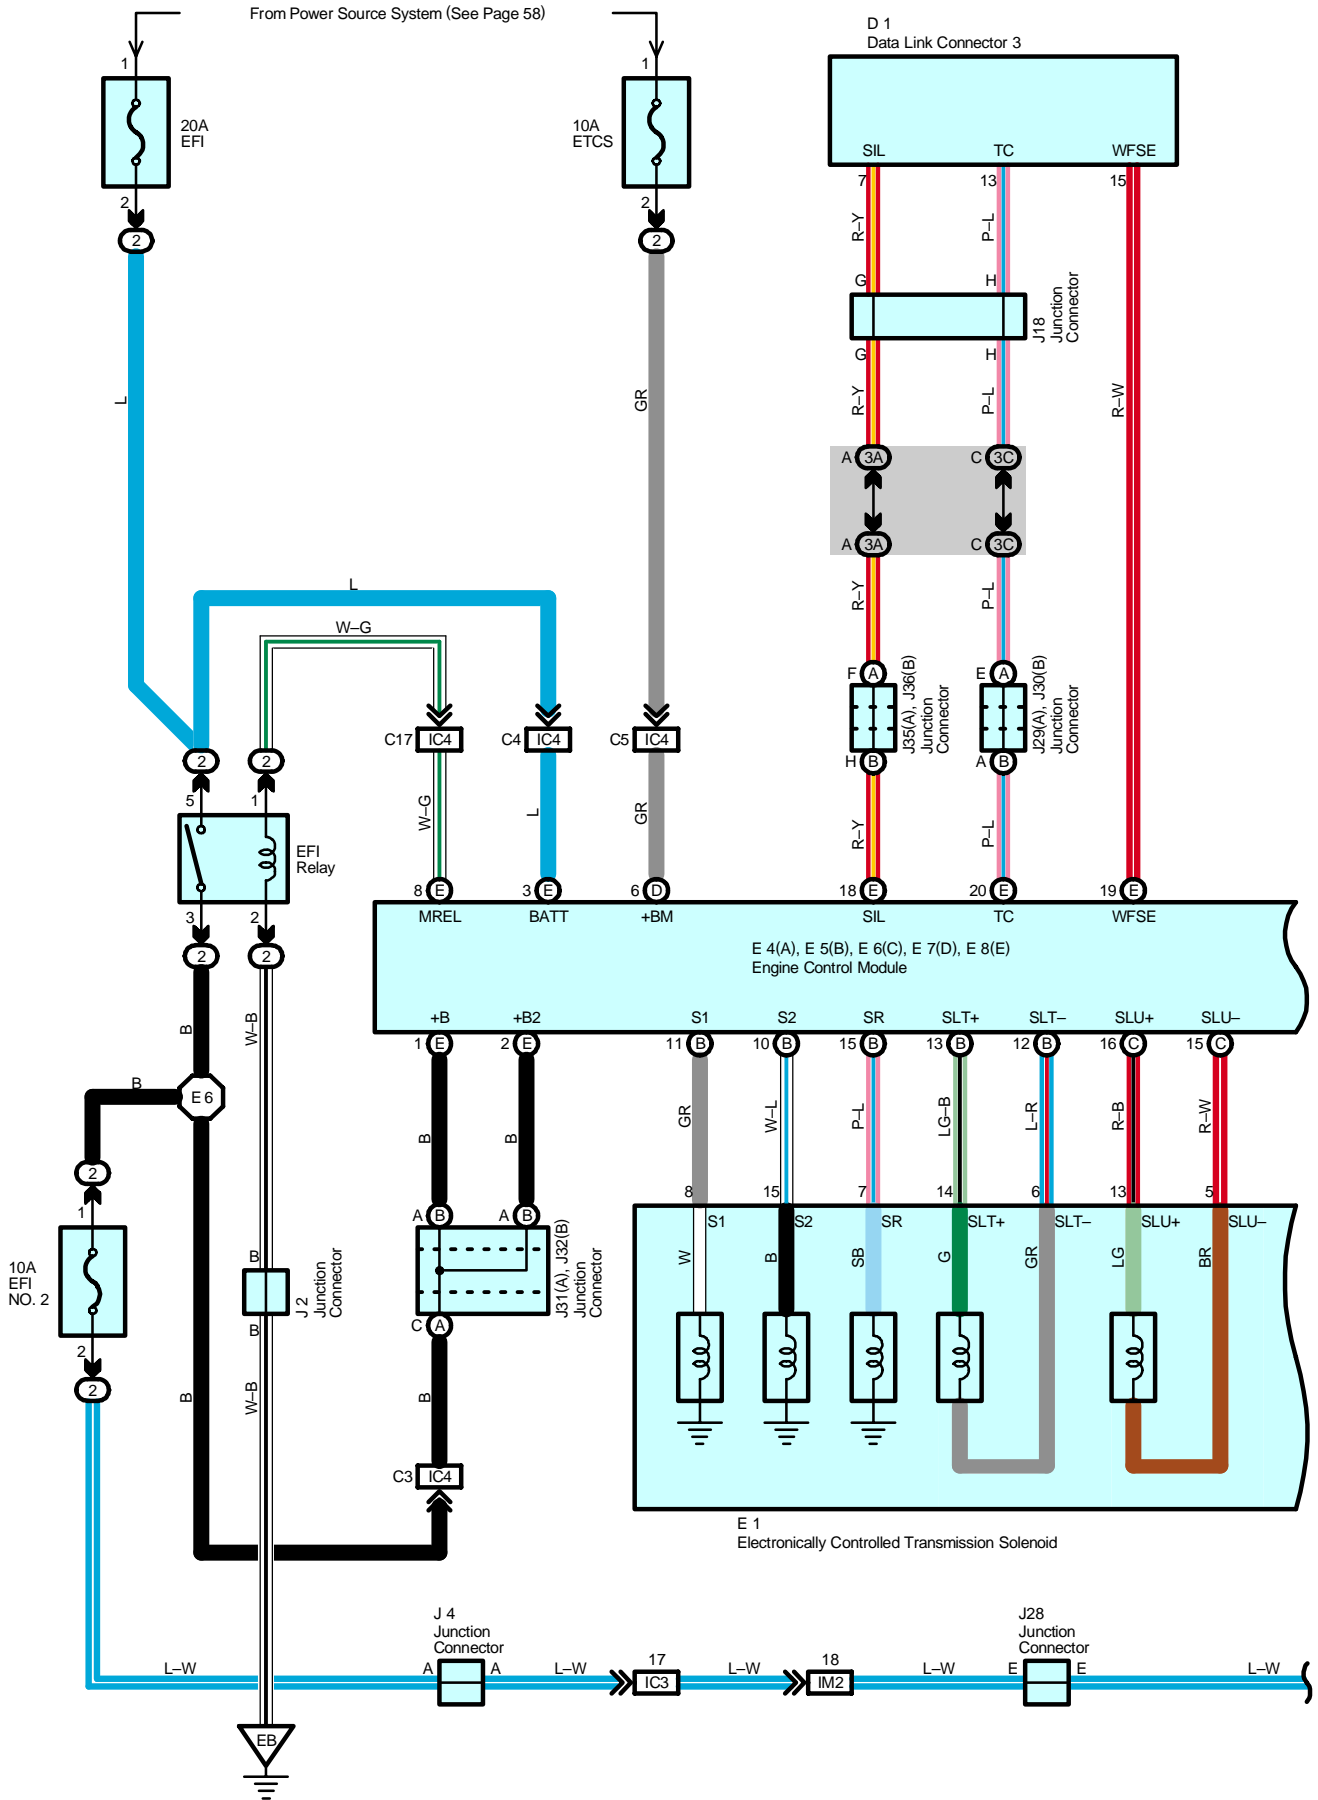 From Power Source System (See Page 58)
D 1
Data Link Connector 3
1
1
20A
EFI
10A
ETCS
SIL
TC
WFSE
2
2
7
13
15
2
2
R–Y
P–L
G
H
J18
Junction
Connector
G
H
L
GR
R–Y
P–L
R–W
A
3A
C
3C
A
3A
C
3C
L
R–Y
P–L
W–G
F
A
E
A
J35(A), J36(B)
Junction
Connector
J29(A), J30(B)
Junction
Connector
C17
IC4
C4
IC4
C5
IC4
2
2
H
B
A
B
5
1
W–G
L
GR
R–Y
P–L
EFI
Relay
8
E
3
E
6
D
18
E
20
E
19
E
3
2
MREL
BATT
+BM
SIL
TC
WFSE
2
2
E 4(A), E 5(B), E 6(C), E 7(D), E 8(E)
Engine Control Module
B
W–B
+B
+B2
S1
S2
SR
SLT+
SLT–
SLU+
SLU–
1
E
2
E
11
B
10
B
15
B
13
B
12
B
16
C
15
C
B
E 6
B
B
GR
W–L
P–L
LG–B
L–R
R–B
R–W
2
1
8
15
7
14
6
13
5
A
B
A
B
S1
S2
SR
SLT+
SLT–
SLU+
SLU–
10A
EFI
NO. 2
B
J 2
Junction
Connector
B
J31(A), J32(B)
Junction
Connector
W
B
SB
G
GR
LG
BR
C
A
2
2
B
W–B
B
C3
IC4
E 1
Electronically Controlled Transmission Solenoid
J 4
Junction
Connector
J28
Junction
Connector
L–W
A
A
L–W
17
IC3
L–W
18
IM2
L–W
E
E
L–W
EB